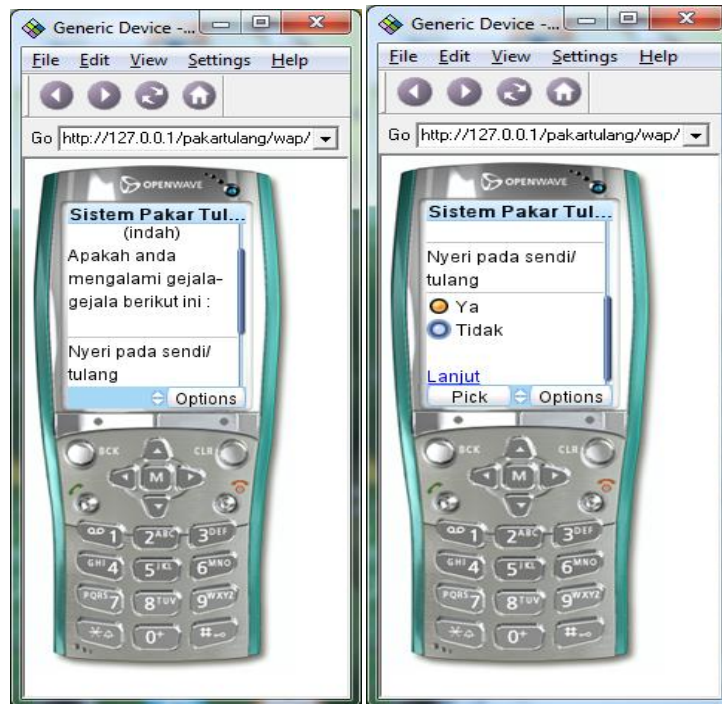 Generic Device -...
File Edit View Settings Help
Go http://127.0.0.1/pakartulang/wap/
OPENWAVE
Sistem Pakar Tul...
(indah)
Apakah anda
mengalami gejala-
gejala berikut ini :
Nyeri pada sendi/
tulang
Options
BCK CLR
M
1 2ABC 3DEF
GHI4 5JKL 6MNO
PQRS7 8TUV 9WXYZ
* 0+ #
Generic Device -...
File Edit View Settings Help
Go http://127.0.0.1/pakartulang/wap/
OPENWAVE
Sistem Pakar Tul...
Nyeri pada sendi/
tulang
Ya
Tidak
Lanjut
Pick Options
BCK CLR
M
1 2ABC 3DEF
GHI4 5JKL 6MNO
PQRS7 8TUV 9WXYZ
* 0+ #